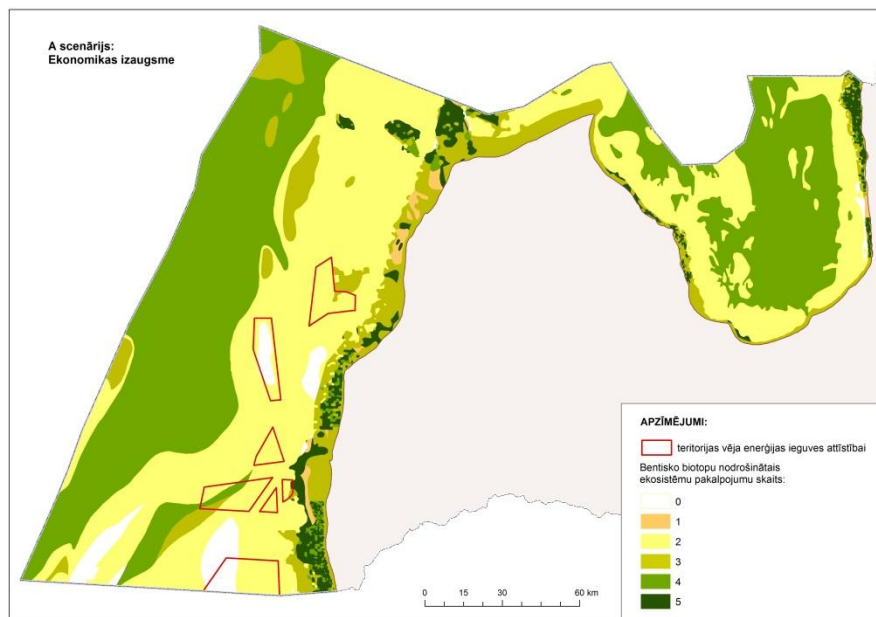 A scenārijs:
Ekonomikas izaugsme
APZĪMĒJUMI:
teritorijas vēja enerģijas ieguves attīstībai
Bentisko biotopu nodrošinātais
ekosistēmu pakalpojumu skaits:
0
1
2
3
4
5
0 15 30 60 km